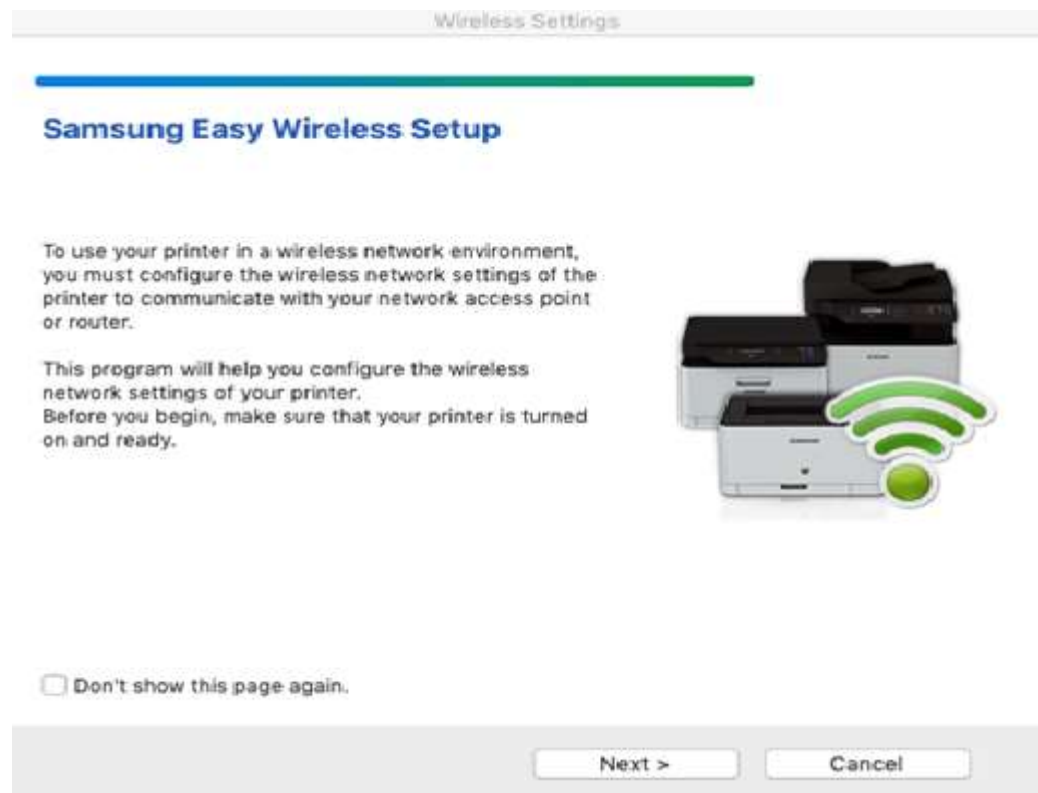 Wireless Settings
Samsung Easy Wireless Setup
To use your printer in a wireless network environment,
you must configure the wireless network settings of the
printer to communicate with your network access point
or router.
This program will help you configure the wireless
network settings of your printer.
Before you begin, make sure that your printer is turned
on and ready.
Don't show this page again.
Next >
Cancel